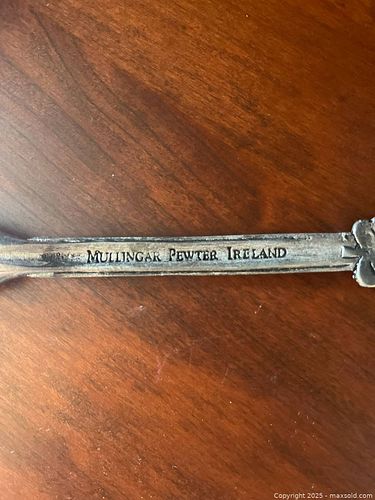 MULLINGAR PEWTER IRELAND
Copyright © 2025 - maxsold.com